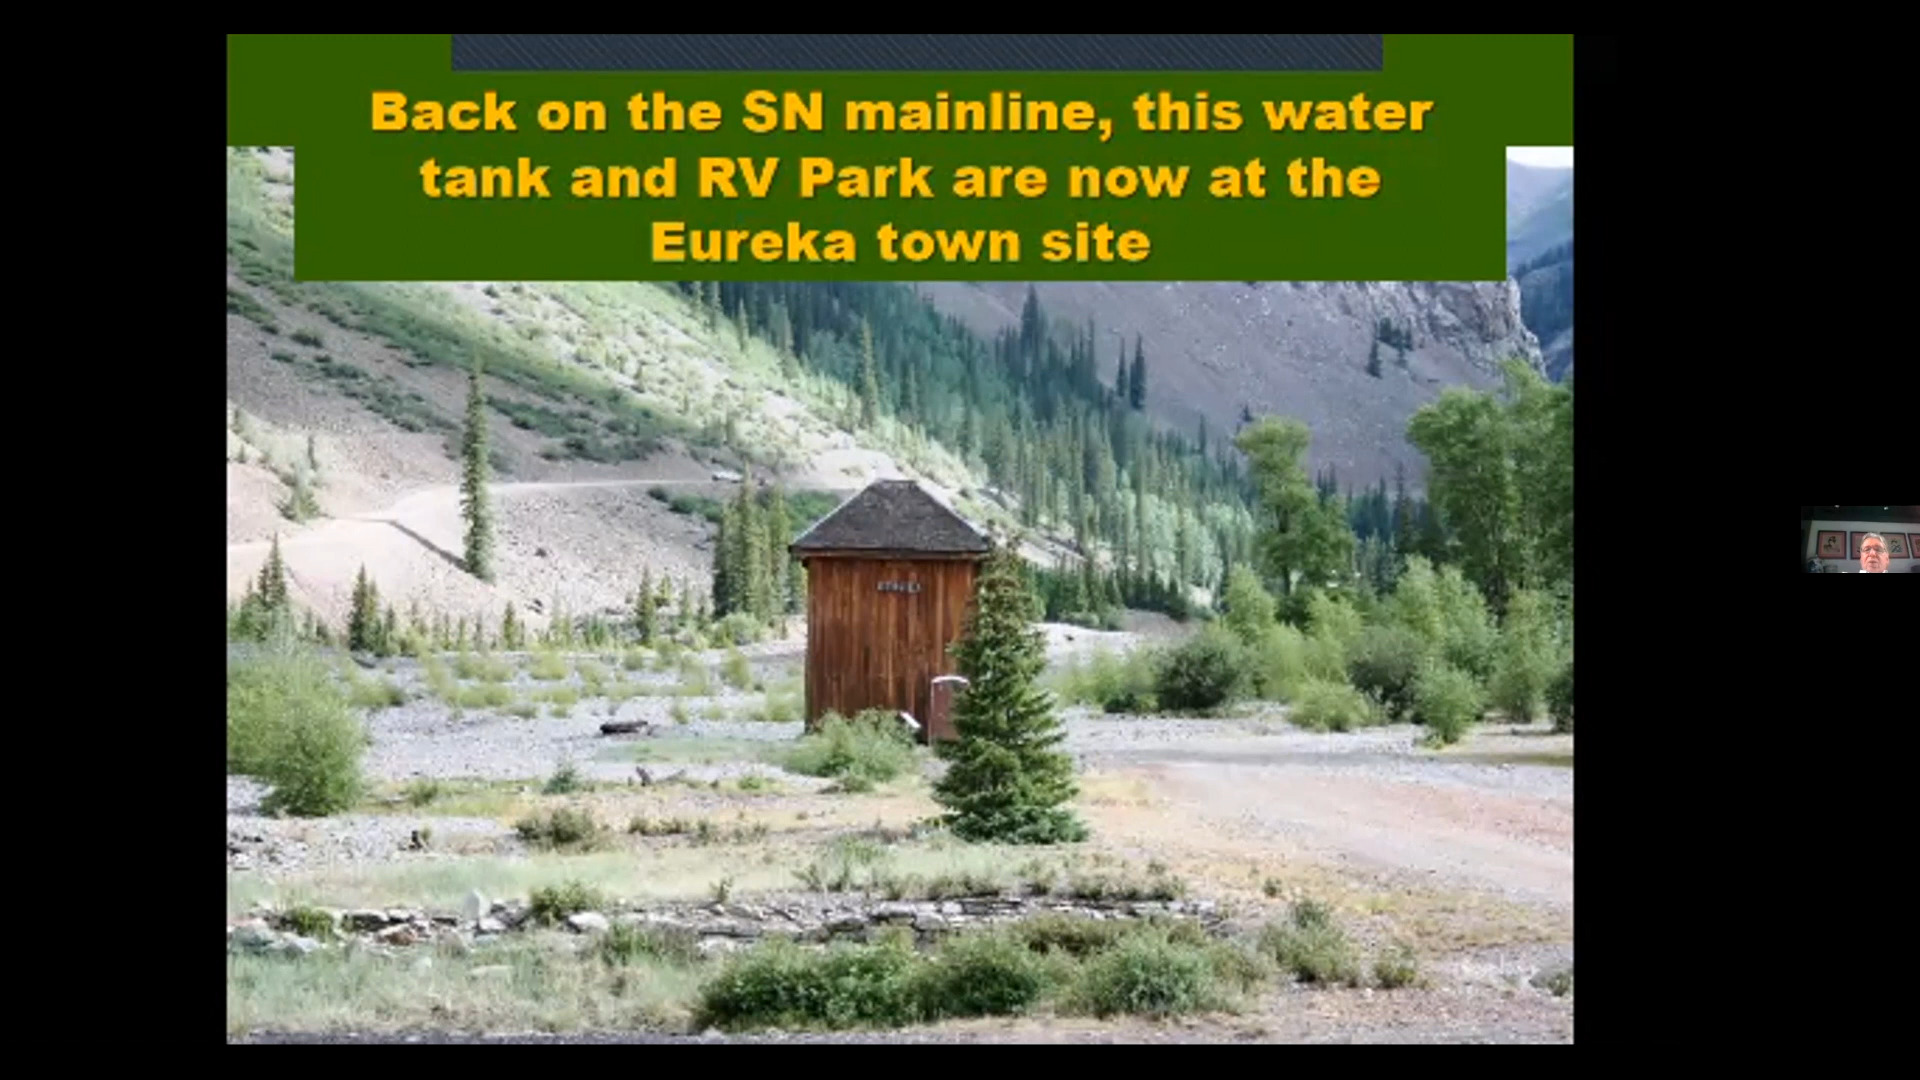 Back on the SN mainline, this water
tank and RV Park are now at the
Eureka town site